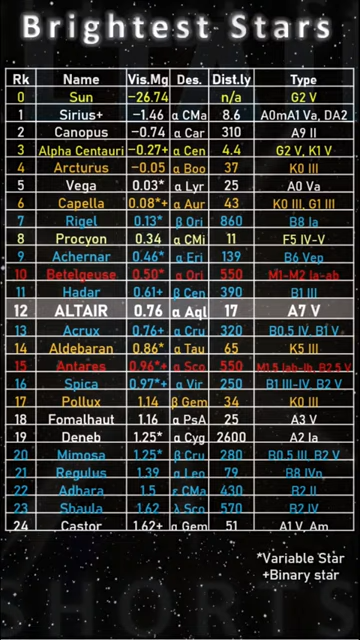 Brightest Stars
Rk Name Vis.Mg Des. Dist.ly Type
0 Sun −26.74 n/a G2 V
1 Sirius+ −1.46 α CMa 8.6 A0mA1 Va, DA2
2 Canopus −0.74 α Car 310 A9 II
3 Alpha Centauri −0.27+ α Cen 4.4 G2 V, K1 V
4 Arcturus −0.05 α Boo 37 K0 III
5 Vega 0.03* α Lyr 25 A0 Va
6 Capella 0.08*+ α Aur 43 K0 III, G1 III
7 Rigel 0.13* β Ori 860 B8 Ia
8 Procyon 0.34 α CMi 11 F5 IV-V
9 Achernar 0.46* α Eri 139 B6 Vep
10 Betelgeuse 0.50* α Ori 550 M1-M2 Ia-ab
11 Hadar 0.61+ β Cen 390 B1 III
12 ALTAIR 0.76 α Aql 17 A7 V
13 Acrux 0.76+ α Cru 320 B0.5 IV, B1 V
14 Aldebaran 0.86* α Tau 65 K5 III
15 Antares 0.96*+ α Sco 550 M1.5 Iab-Ib, B2.5 V
16 Spica 0.97*+ α Vir 250 B1 III-IV, B2 V
17 Pollux 1.14 β Gem 34 K0 III
18 Fomalhaut 1.16 α PsA 25 A3 V
19 Deneb 1.25* α Cyg 2600 A2 Ia
20 Mimosa 1.25* β Cru 280 B0.5 III, B2 V
21 Regulus 1.39 α Leo 79 B8 IVn
22 Adhara 1.5 ε CMa 430 B2 II
23 Shaula 1.62 λ Sco 570 B2 IV
24 Castor 1.62+ α Gem 51 A1 V, Am
*Variable Star
+Binary star
SHORTS